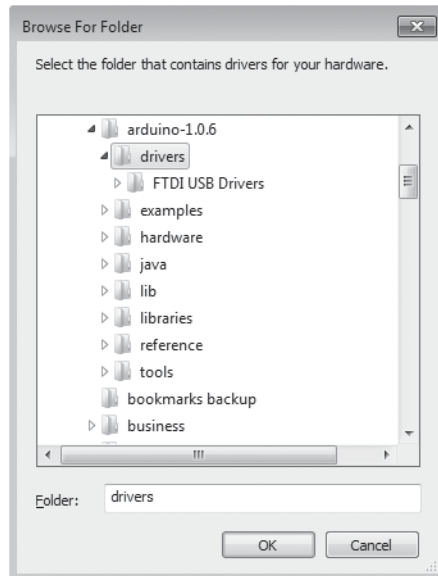 Browse For Folder
Select the folder that contains drivers for your hardware.
arduino-1.0.6
drivers
FTDI USB Drivers
examples
hardware
java
lib
libraries
reference
tools
bookmarks backup
business
Folder: drivers
OK Cancel